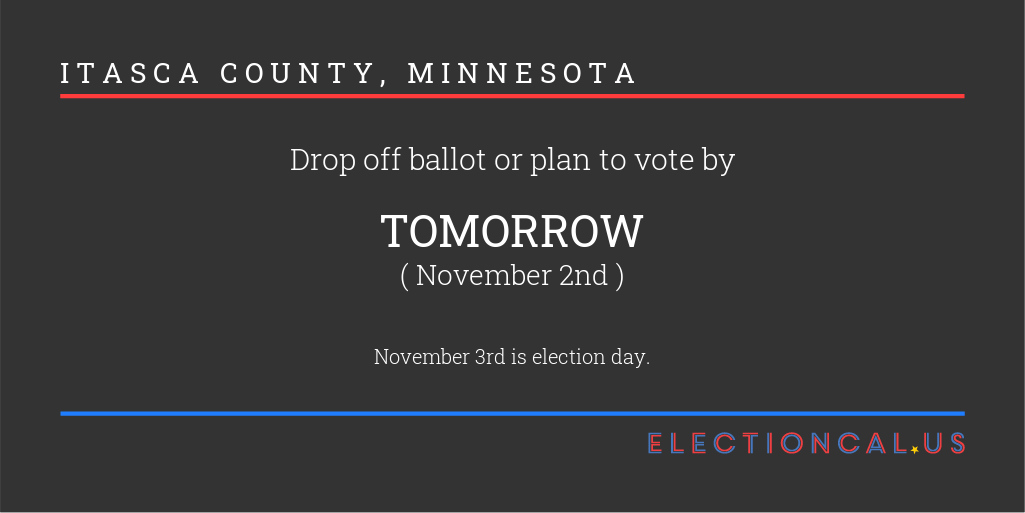 ITASCA COUNTY, MINNESOTA
Drop off ballot or plan to vote by
TOMORROW
( November 2nd )
November 3rd is election day.
ELECTIONCAL.US